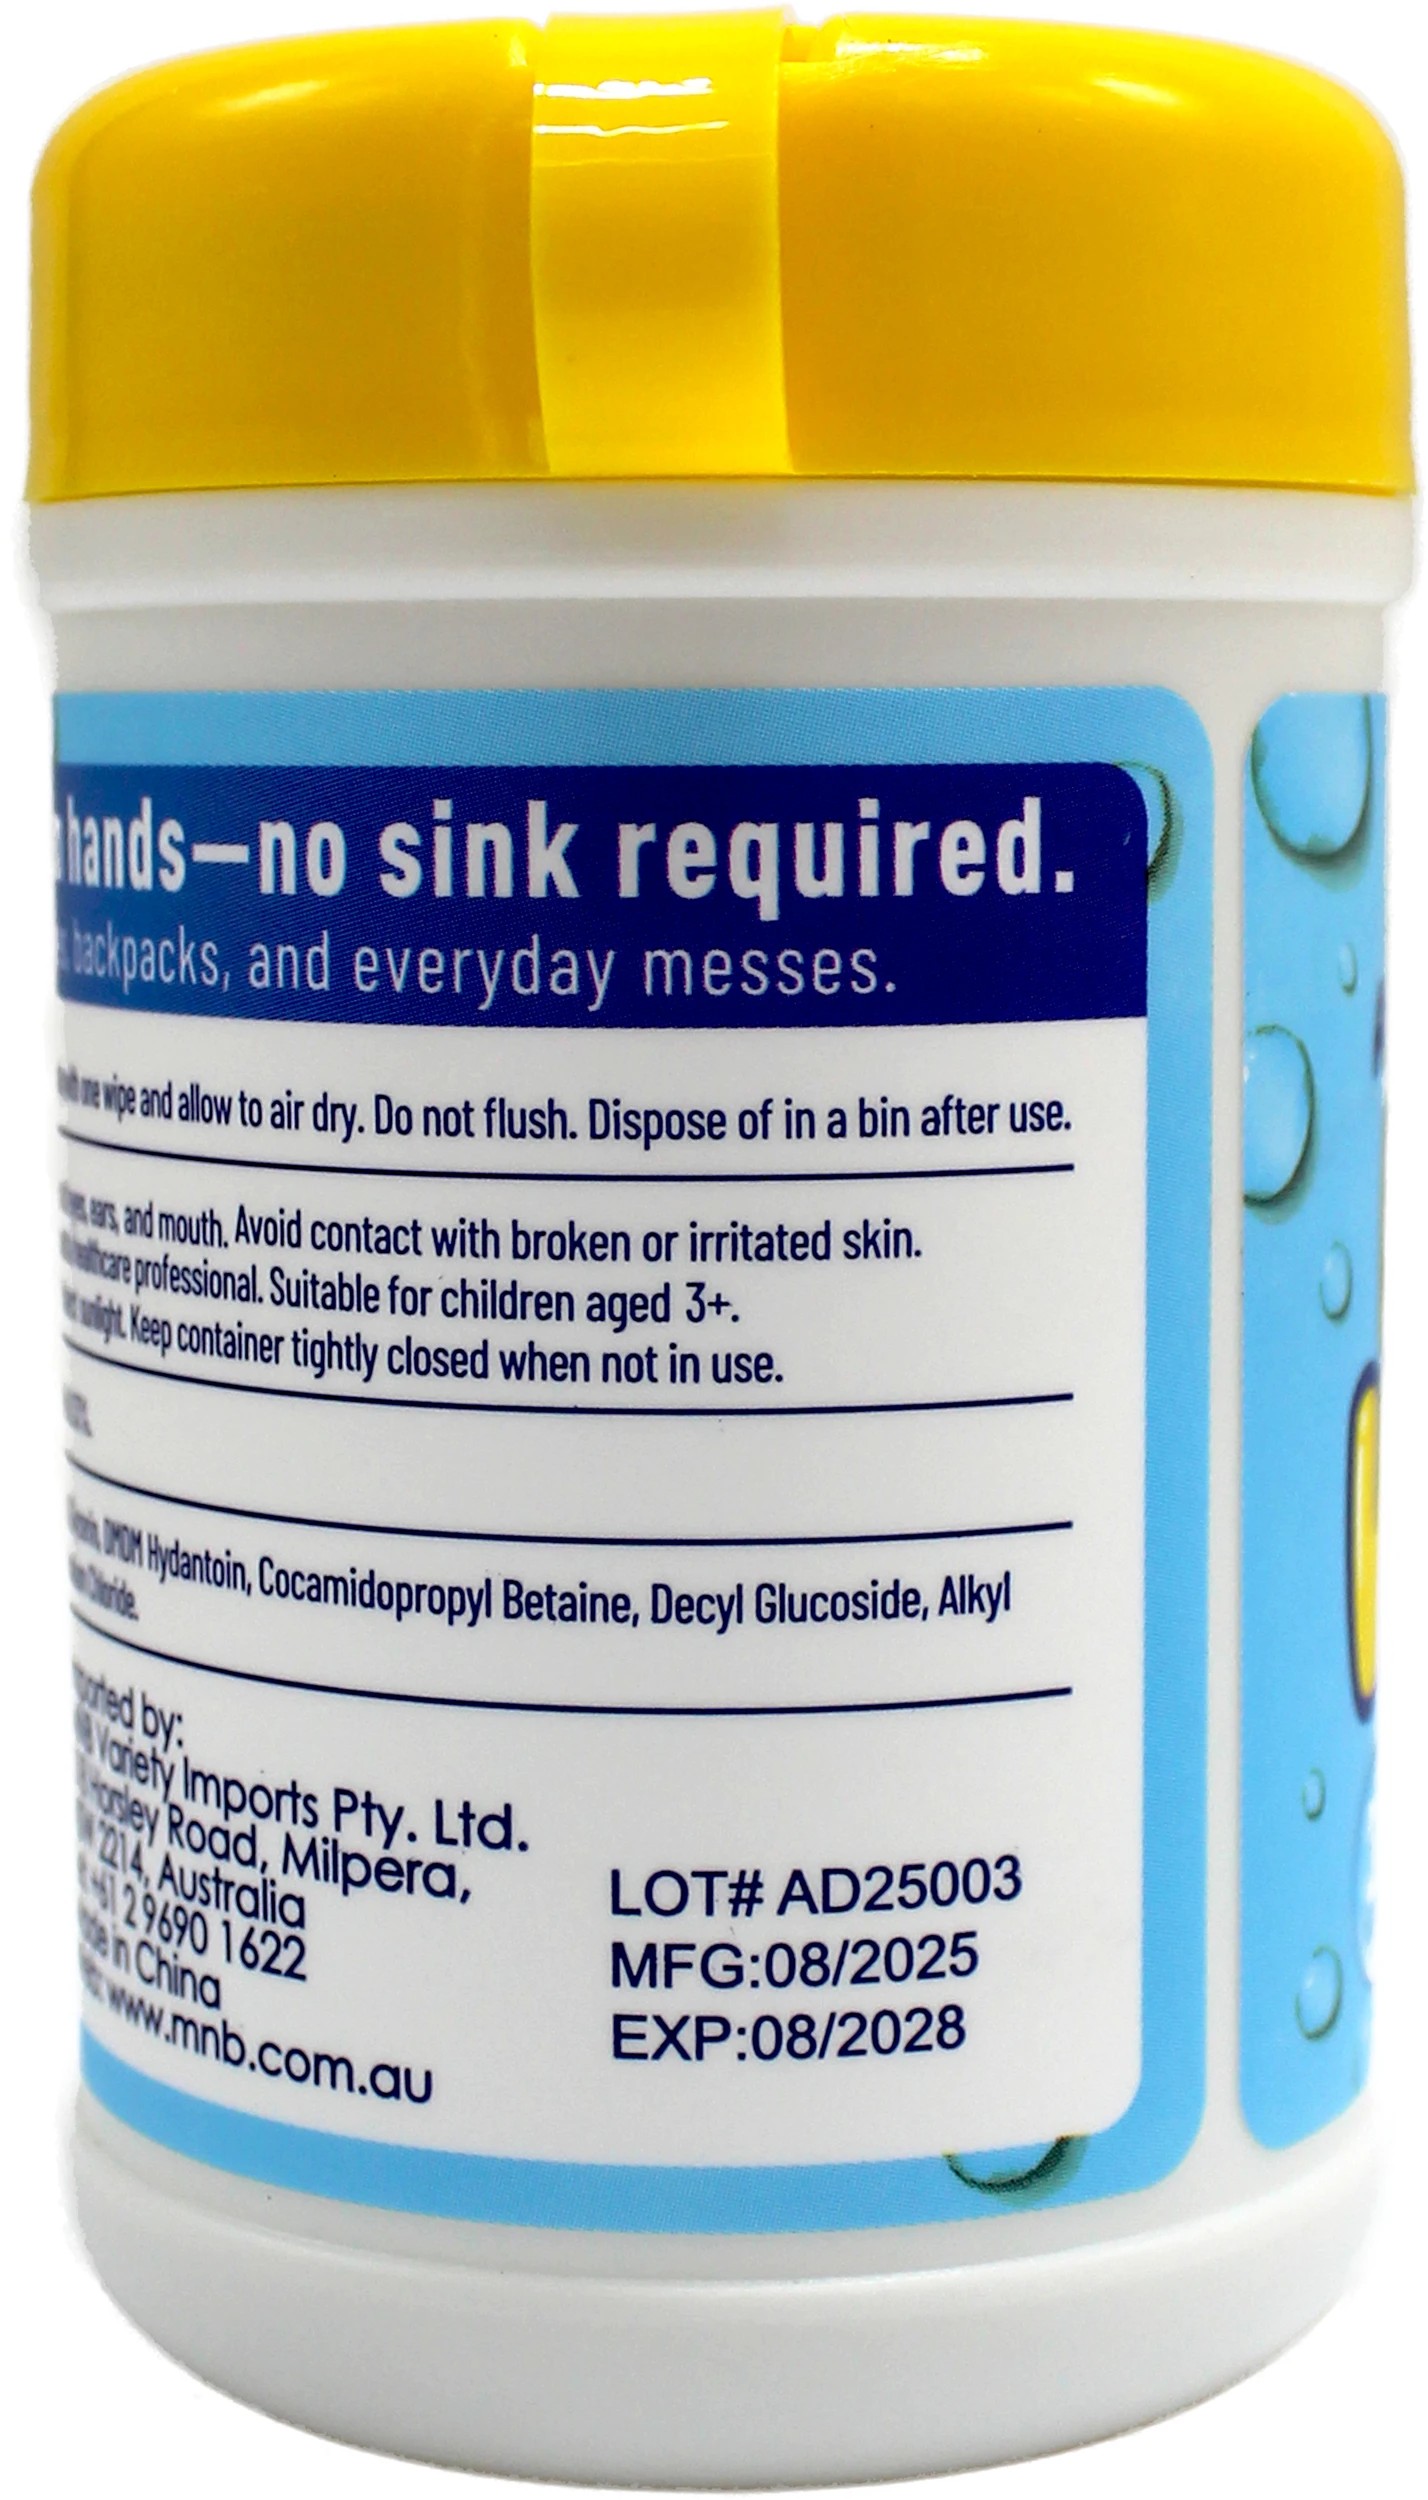 hands—no sink required.
backpacks, and everyday messes.
one wipe and allow to air dry. Do not flush. Dispose of in a bin after use.
ears, and mouth. Avoid contact with broken or irritated skin.
healthcare professional. Suitable for children aged 3+.
sunlight. Keep container tightly closed when not in use.
DMDM Hydantoin, Cocamidopropyl Betaine, Decyl Glucoside, Alkyl
Chloride.
by:
Variety Imports Pty. Ltd.
Horsley Road, Milpera,
2214, Australia
+61 2 9690 1622
in China
www.mnb.com.au
LOT# AD25003
MFG:08/2025
EXP:08/2028